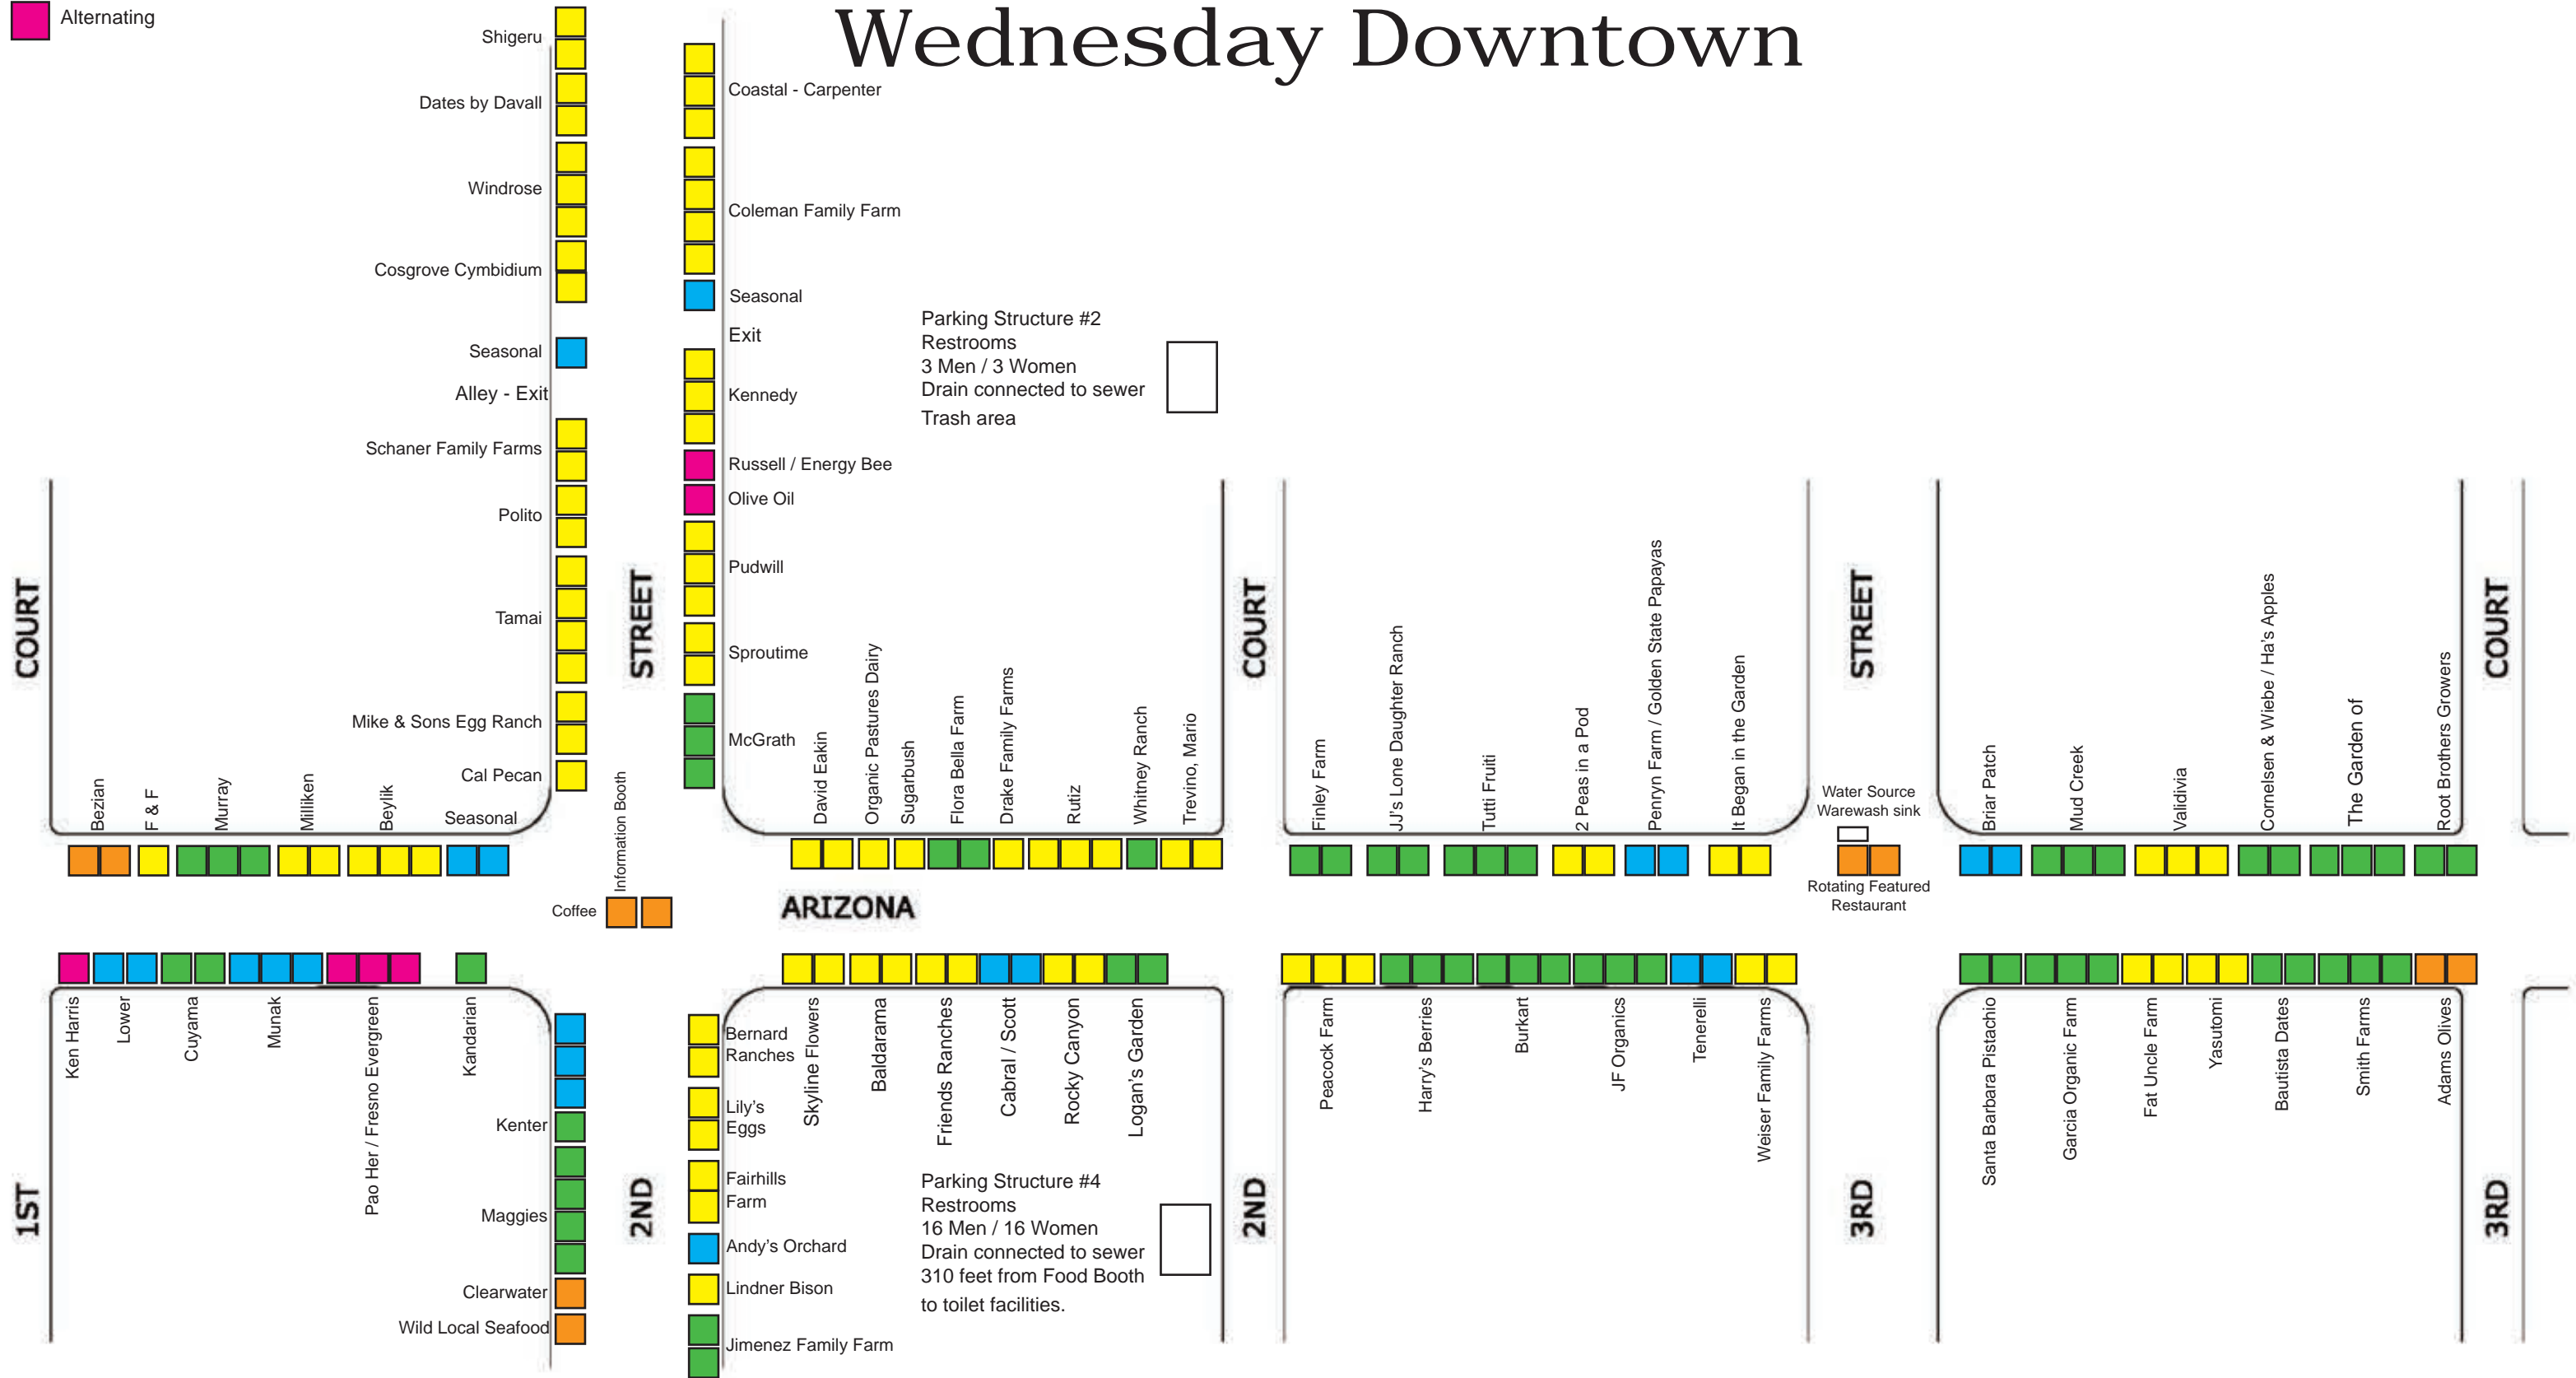 Alternating
Wednesday Downtown
Shigeru
Dates by Davall
Windrose
Cosgrove Cymbidium
Seasonal
Alley - Exit
Schaner Family Farms
Polito
Tamai
Mike & Sons Egg Ranch
Cal Pecan
Seasonal
Coastal - Carpenter
Coleman Family Farm
Seasonal
Exit
Kennedy
Russell / Energy Bee
Olive Oil
Pudwill
Sproutime
McGrath
Parking Structure #2
Restrooms
3 Men / 3 Women
Drain connected to sewer
Trash area
COURT
STREET
COURT
STREET
COURT
Bezian
F & F
Murray
Milliken
Beylik
Information Booth
Coffee
David Eakin
Organic Pastures Dairy
Sugarbush
Flora Bella Farm
Drake Family Farms
Rutiz
Whitney Ranch
Trevino, Mario
Finley Farm
JJ's Lone Daughter Ranch
Tutti Fruiti
2 Peas in a Pod
Penryn Farm / Golden State Papayas
It Began in the Garden
Water Source
Warewash sink
Rotating Featured
Restaurant
Briar Patch
Mud Creek
Validivia
Cornelsen & Wiebe / Ha's Apples
The Garden of
Root Brothers Growers
ARIZONA
Ken Harris
Lower
Cuyama
Munak
Pao Her / Fresno Evergreen
Kandarian
Kenter
Maggies
Clearwater
Wild Local Seafood
Bernard
Ranches
Lily's
Eggs
Fairhills
Farm
Andy's Orchard
Lindner Bison
Jimenez Family Farm
Skyline Flowers
Baldarama
Friends Ranches
Cabral / Scott
Rocky Canyon
Logan's Garden
Parking Structure #4
Restrooms
16 Men / 16 Women
Drain connected to sewer
310 feet from Food Booth
to toilet facilities.
Peacock Farm
Harry's Berries
Burkart
JF Organics
Tenerelli
Weiser Family Farms
Santa Barbara Pistachio
Garcia Organic Farm
Fat Uncle Farm
Yasutomi
Bautista Dates
Smith Farms
Adams Olives
1ST
2ND
2ND
3RD
3RD